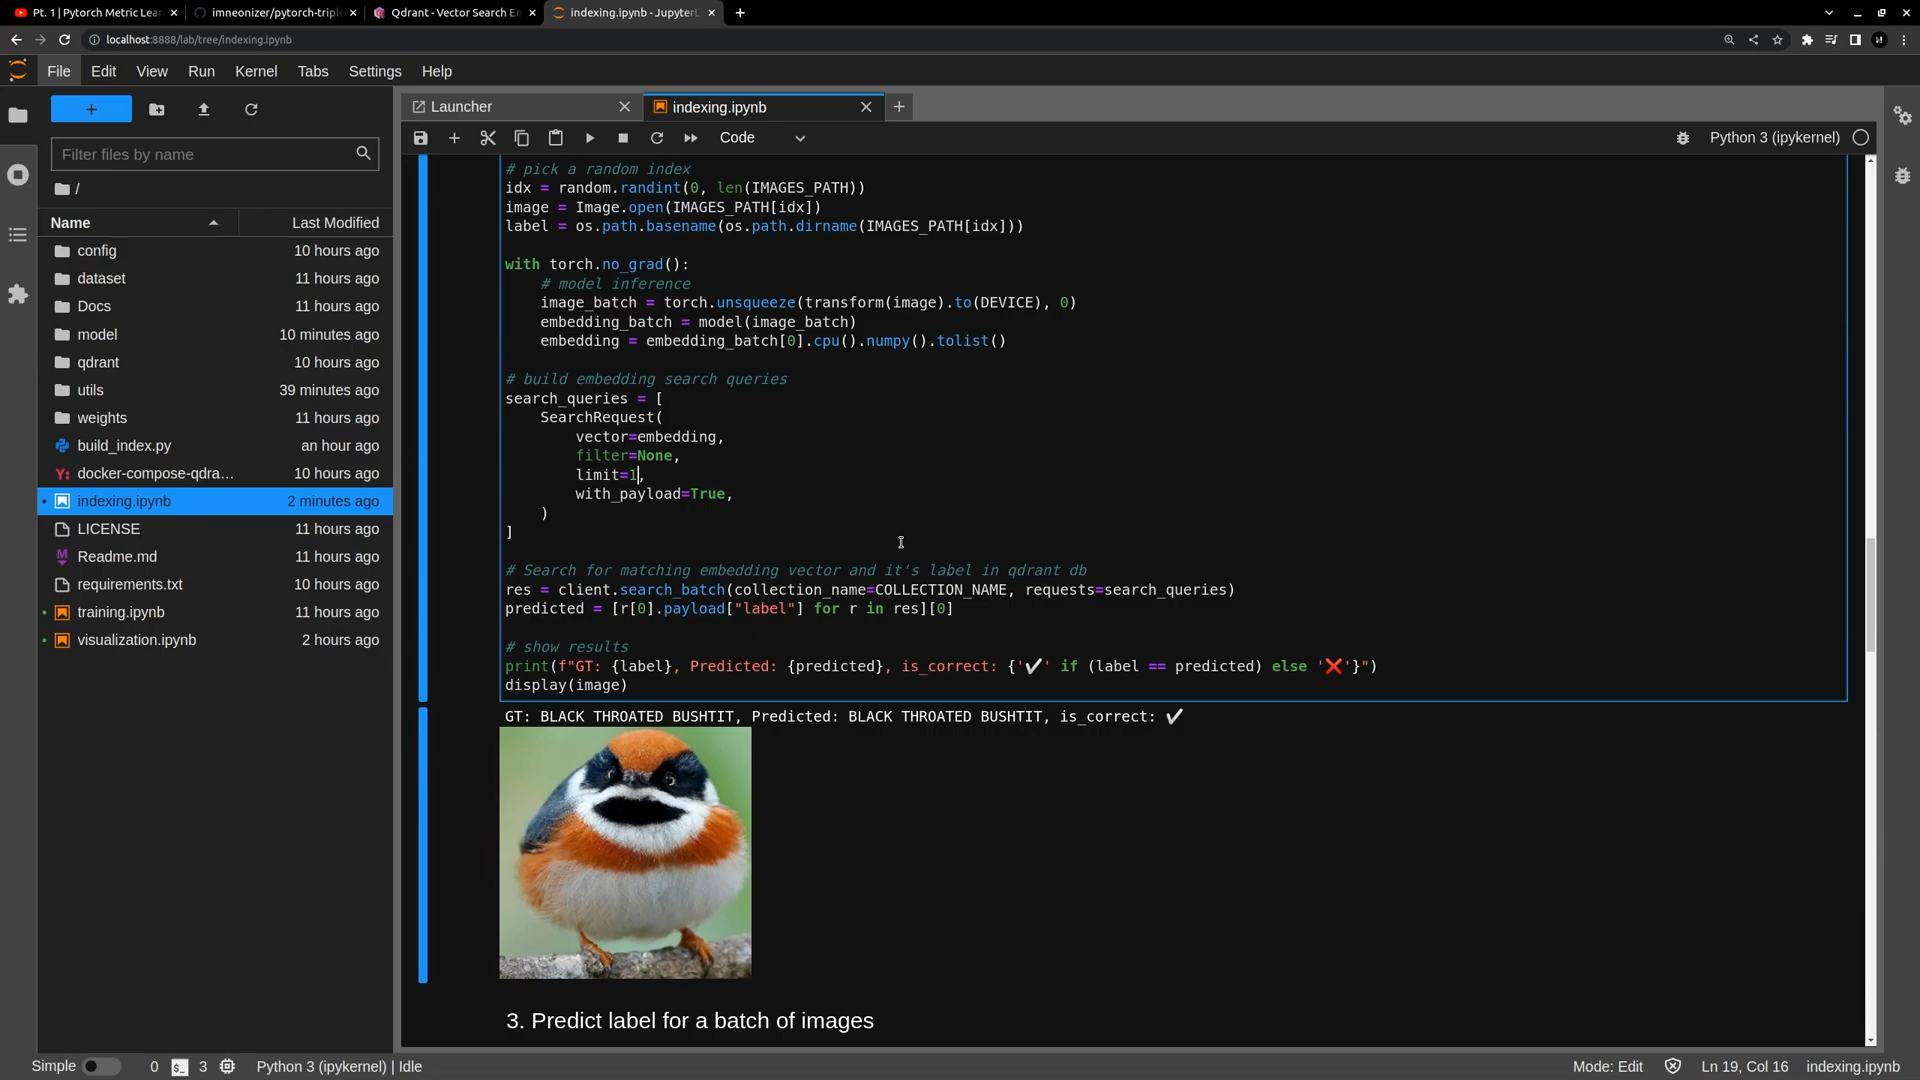 Pt. 1 | Pytorch Metric Lea
imneonizer/pytorch-triple
Qdrant - Vector Search En
indexing.ipynb - JupyterL
localhost:8888/lab/tree/indexing.ipynb
File Edit View Run Kernel Tabs Settings Help
Launcher
indexing.ipynb
Code
Python 3 (ipykernel)
Filter files by name
/
Name Last Modified
config 10 hours ago
dataset 11 hours ago
Docs 11 hours ago
model 10 minutes ago
qdrant 10 hours ago
utils 39 minutes ago
weights 11 hours ago
build_index.py an hour ago
docker-compose-qdra… 10 hours ago
indexing.ipynb 2 minutes ago
LICENSE 11 hours ago
Readme.md 11 hours ago
requirements.txt 10 hours ago
training.ipynb 11 hours ago
visualization.ipynb 2 hours ago
# pick a random index
idx = random.randint(0, len(IMAGES_PATH))
image = Image.open(IMAGES_PATH[idx])
label = os.path.basename(os.path.dirname(IMAGES_PATH[idx]))
with torch.no_grad():
# model inference
image_batch = torch.unsqueeze(transform(image).to(DEVICE), 0)
embedding_batch = model(image_batch)
embedding = embedding_batch[0].cpu().numpy().tolist()
# build embedding search queries
search_queries = [
SearchRequest(
vector=embedding,
filter=None,
limit=1,
with_payload=True,
)
]
# Search for matching embedding vector and it's label in qdrant db
res = client.search_batch(collection_name=COLLECTION_NAME, requests=search_queries)
predicted = [r[0].payload["label"] for r in res][0]
# show results
print(f"GT: {label}, Predicted: {predicted}, is_correct: {'✔' if (label == predicted) else '❌'}")
display(image)
GT: BLACK THROATED BUSHTIT, Predicted: BLACK THROATED BUSHTIT, is_correct: ✔
3. Predict label for a batch of images
Simple 0 3 Python 3 (ipykernel) | Idle Mode: Edit Ln 19, Col 16 indexing.ipynb